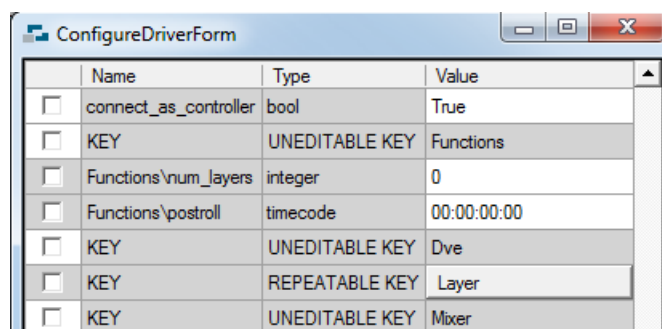 ConfigureDriverForm
Name Type Value
connect_as_controller bool True
KEY UNEDITABLE KEY Functions
Functions\num_layers integer 0
Functions\postroll timecode 00:00:00:00
KEY UNEDITABLE KEY Dve
KEY REPEATABLE KEY Layer
KEY UNEDITABLE KEY Mixer